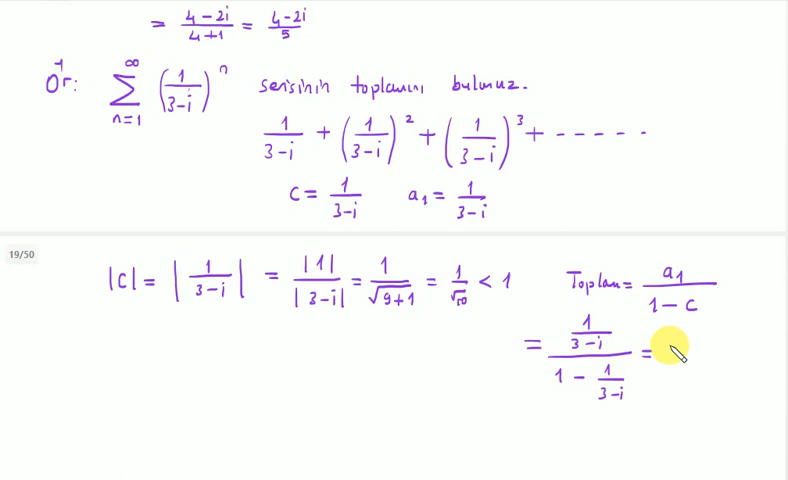 = 4-2i / 4+1 = 4-2i / 5
Ör: ∑_{n=1}^{∞} (1/(3-i))^n serisinin toplamını bulunuz.
1/(3-i) + (1/(3-i))^2 + (1/(3-i))^3 + - - - - - .
c = 1/(3-i) a_1 = 1/(3-i)
19/50
|c| = |1/(3-i)| = |1|/|3-i| = 1/√(9+1) = 1/√10 < 1 Toplam = a_1/(1-c)
= (1/(3-i))/(1 - 1/(3-i)) =